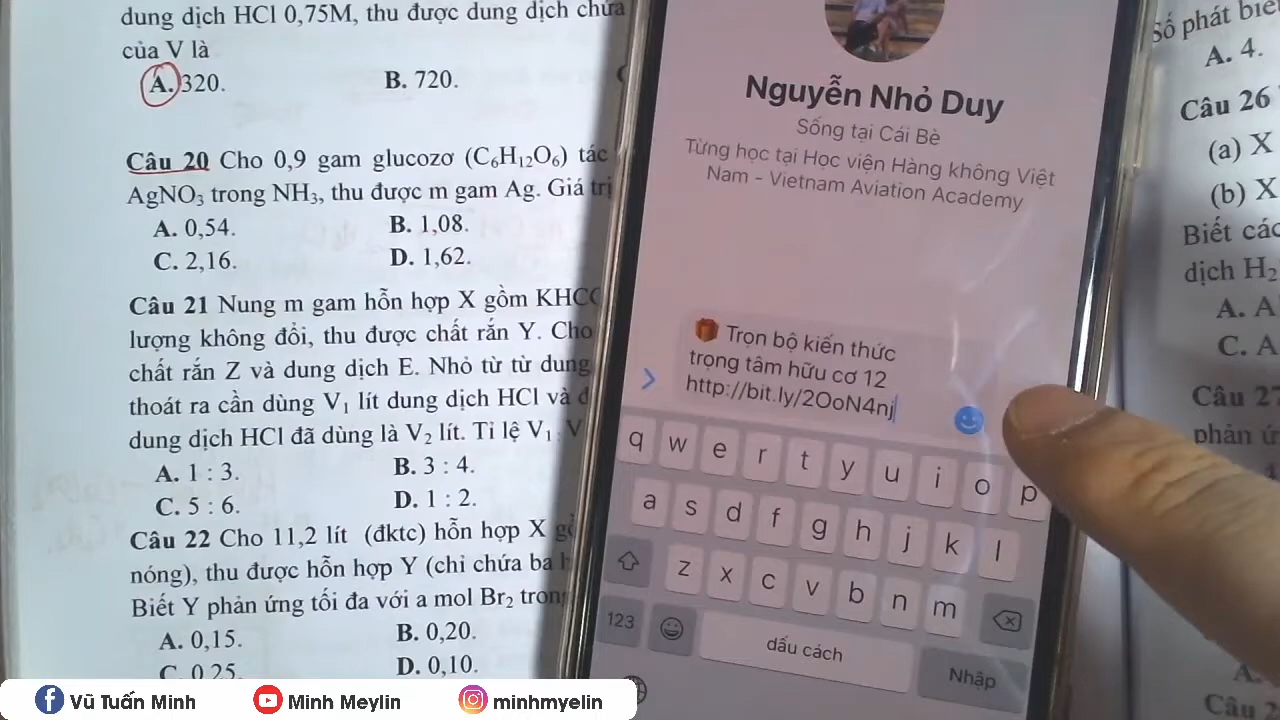 dung dịch HCl 0,75M, thu được dung dịch chứa
của V là
A. 320.
B. 720.
Câu 20 Cho 0,9 gam glucozơ (C₆H₁₂O₆) tác
AgNO₃ trong NH₃, thu được m gam Ag. Giá trị
A. 0,54.
B. 1,08.
C. 2,16.
D. 1,62.
Câu 21 Nung m gam hỗn hợp X gồm
lượng không đổi, thu được chất rắn Y. Cho
chất rắn Z và dung dịch E. Nhỏ từ từ dung
thoát ra cần dùng V₁ lít dung dịch HCl và
dung dịch HCl đã dùng là V₂ lít. Tỉ lệ V₁ : V
A. 1 : 3.
B. 3 : 4.
C. 5 : 6.
D. 1 : 2.
Câu 22 Cho 11,2 lít (đktc) hỗn hợp X
nóng), thu được hỗn hợp Y (chỉ chứa ba
Biết Y phản ứng tối đa với a mol Br₂ trong
A. 0,15.
B. 0,20.
C. 0,25.
D. 0,10.
Nguyễn Nhỏ Duy
Sống tại Cái Bè
Từng học tại Học viện Hàng không Việt
Nam - Vietnam Aviation Academy
🎁 Trọn bộ kiến thức
trọng tâm hữu cơ 12
http://bit.ly/2OoN4nj
q w e r t y u i o p
a s d f g h j k l
z x c v b n m
123
dấu cách
Nhập
Số phát biể
A. 4.
Câu 26
(a) X
(b) X
Biết các
dịch H₂
A. A
C. A
Câu 27
phản ứ
A.
Câu 2
Vũ Tuấn Minh
Minh Meylin
minhmyelin